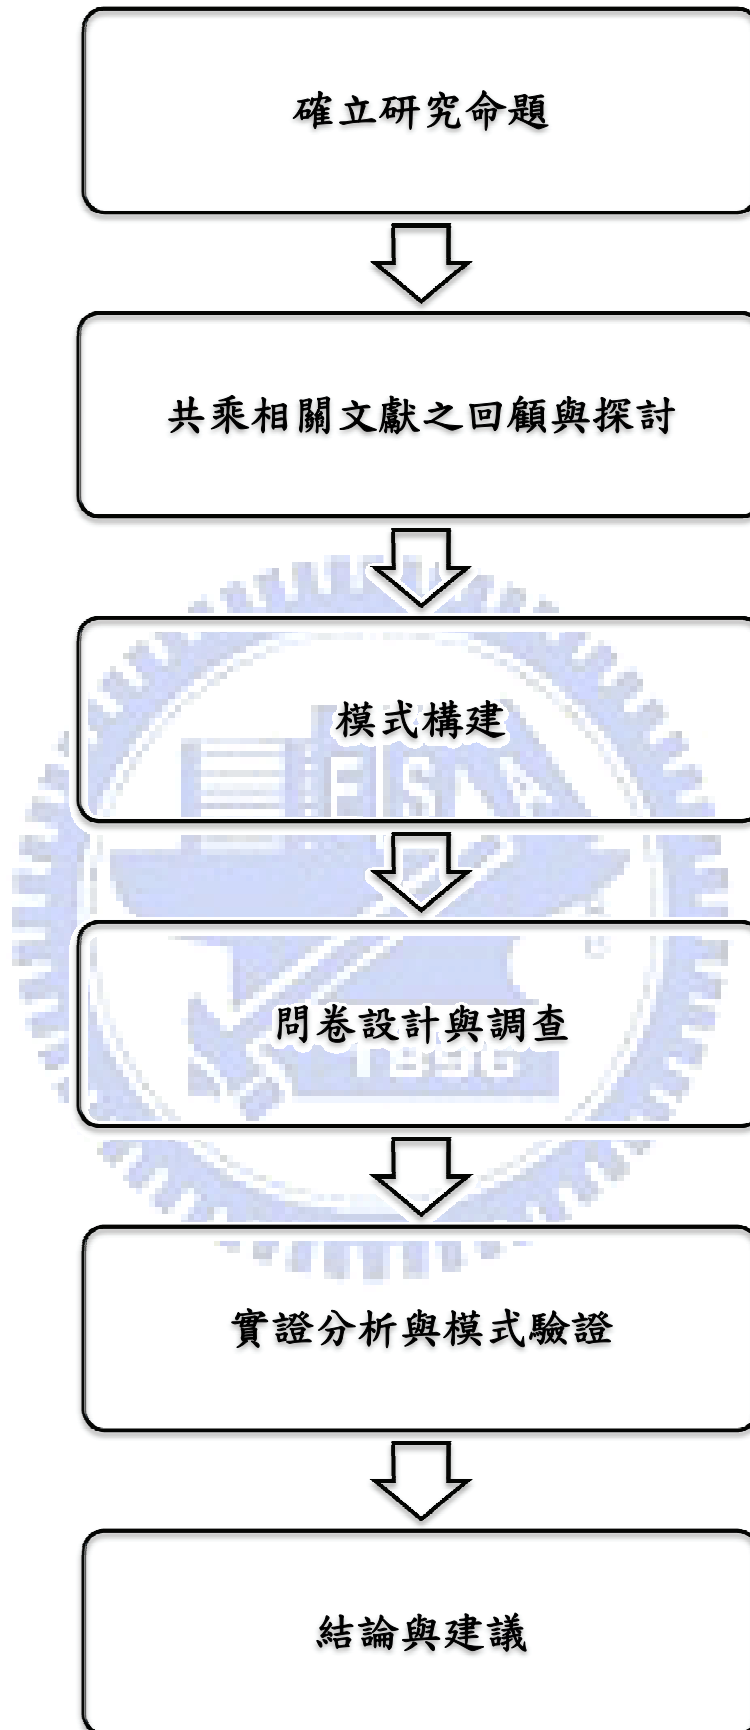 確立研究命題
共乘相關文獻之回顧與探討
模式構建
E S A
問卷設計與調查
1896
實證分析與模式驗證
結論與建議